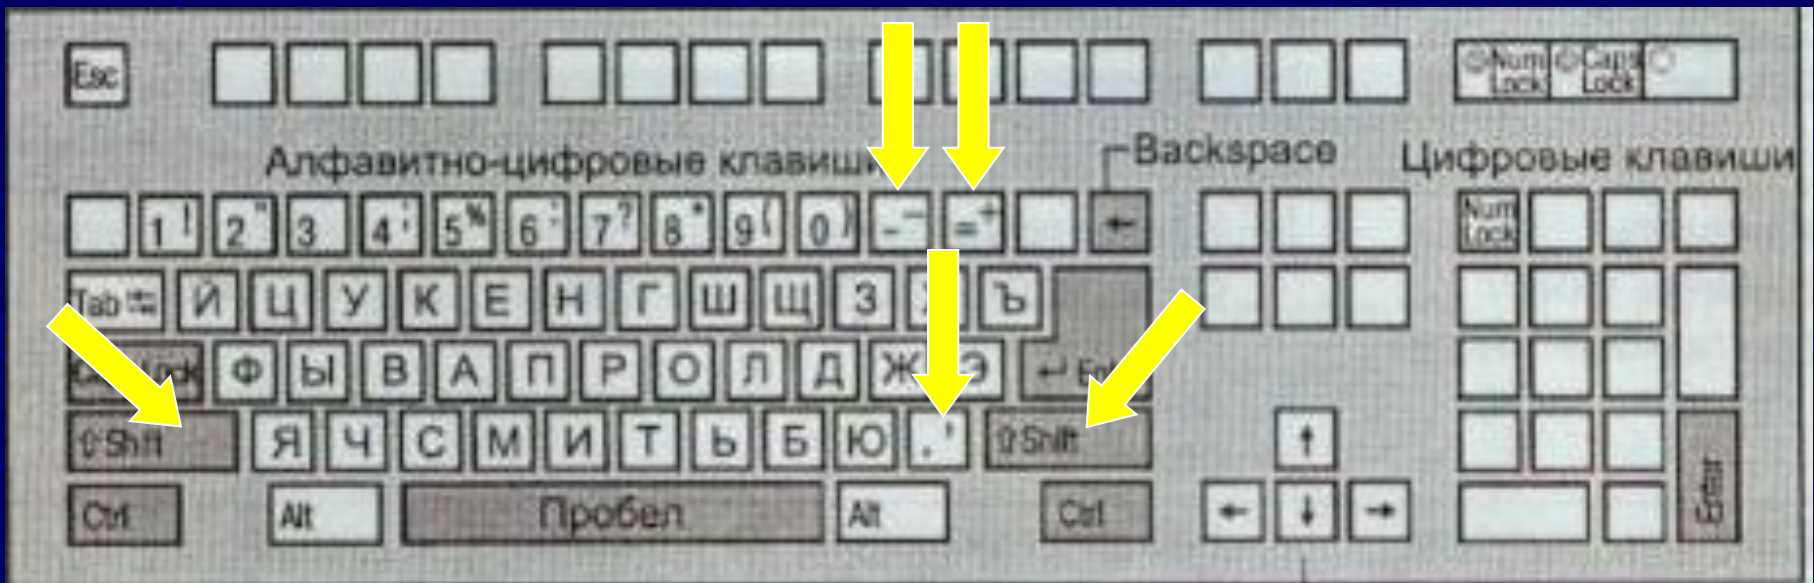 Esc Num Lock Caps Lock
Алфавитно-цифровые клавиши Backspace Цифровые клавиши
1 ! 2 " 3 4 ; 5 % 6 : 7 ? 8 * 9 ( 0 ) - _ = + ← Num Lock
Tab Й Ц У К Е Н Г Ш Щ З Ъ
Ф Ы В А П Р О Л Д Ж Э ↵
⇧ Shift Я Ч С М И Т Ь Б Ю . ' ⇧ Shift ↑ Enter
Ctrl Alt Пробел Alt Ctrl ← ↓ →